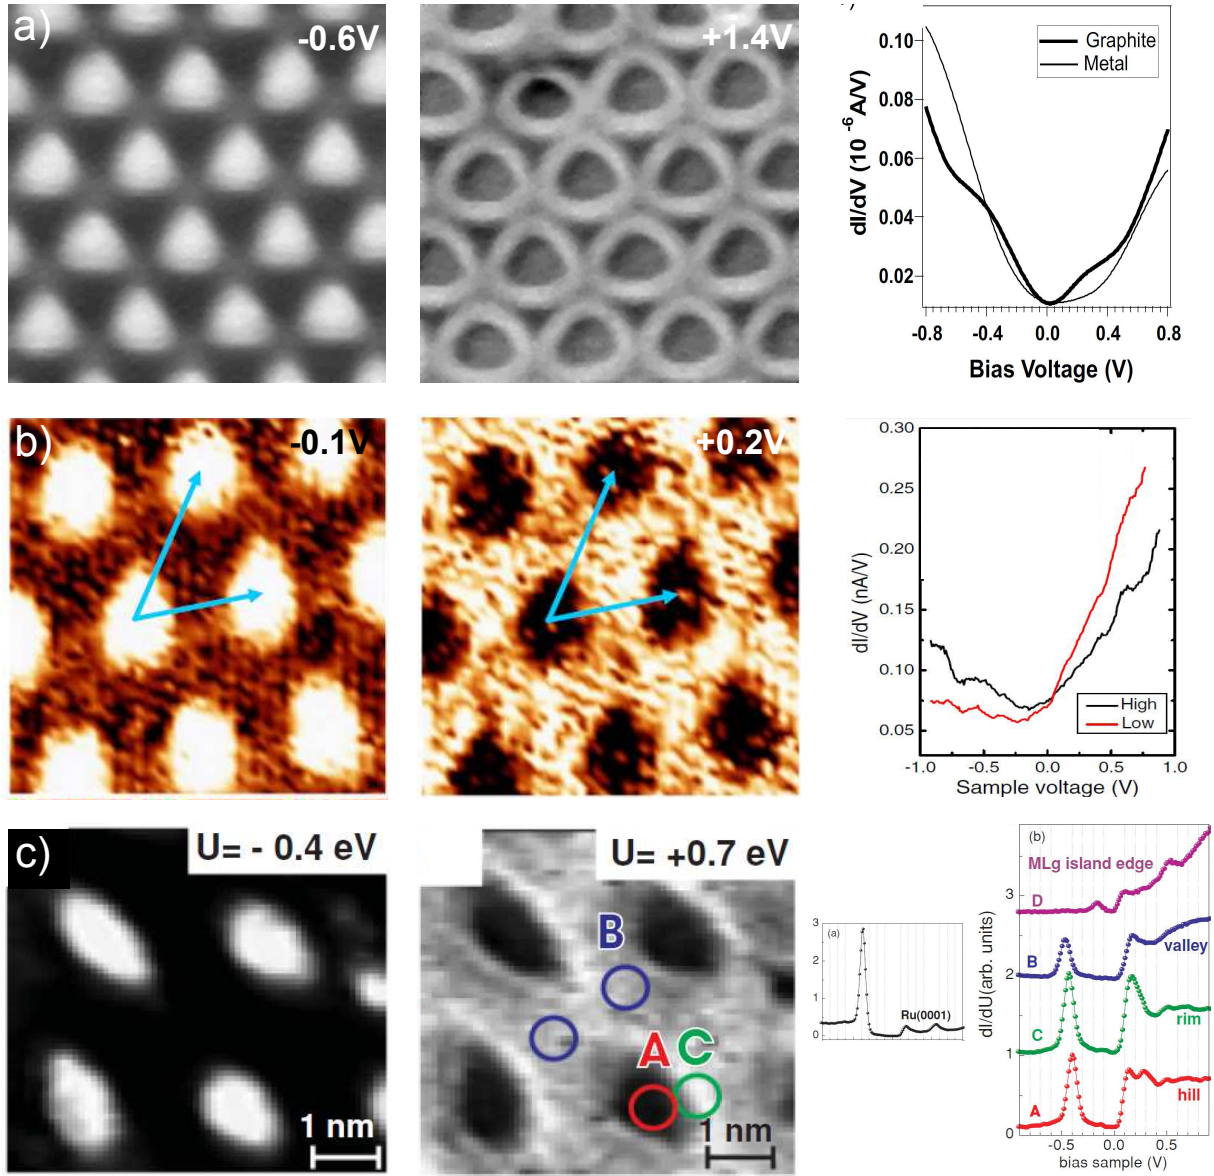 a)
-0.6V
+1.4V
dI/dV (10 -6 A/V)
0.10
0.08
0.06
0.04
0.02
Graphite
Metal
-0.8
-0.4
0.0
0.4
0.8
Bias Voltage (V)
b)
-0.1V
+0.2V
dI/dV (nA/V)
0.30
0.25
0.20
0.15
0.10
0.05
High
Low
-1.0
-0.5
0.0
0.5
1.0
Sample voltage (V)
c)
U= - 0.4 eV
1 nm
U= +0.7 eV
B
A
C
1 nm
(a)
3
2
1
0
Ru(0001)
(b)
dI/dU(arb. units)
3
2
1
0
MLg island edge
D
B
valley
C
rim
A
hill
-0.5
0.0
0.5
bias sample (V)